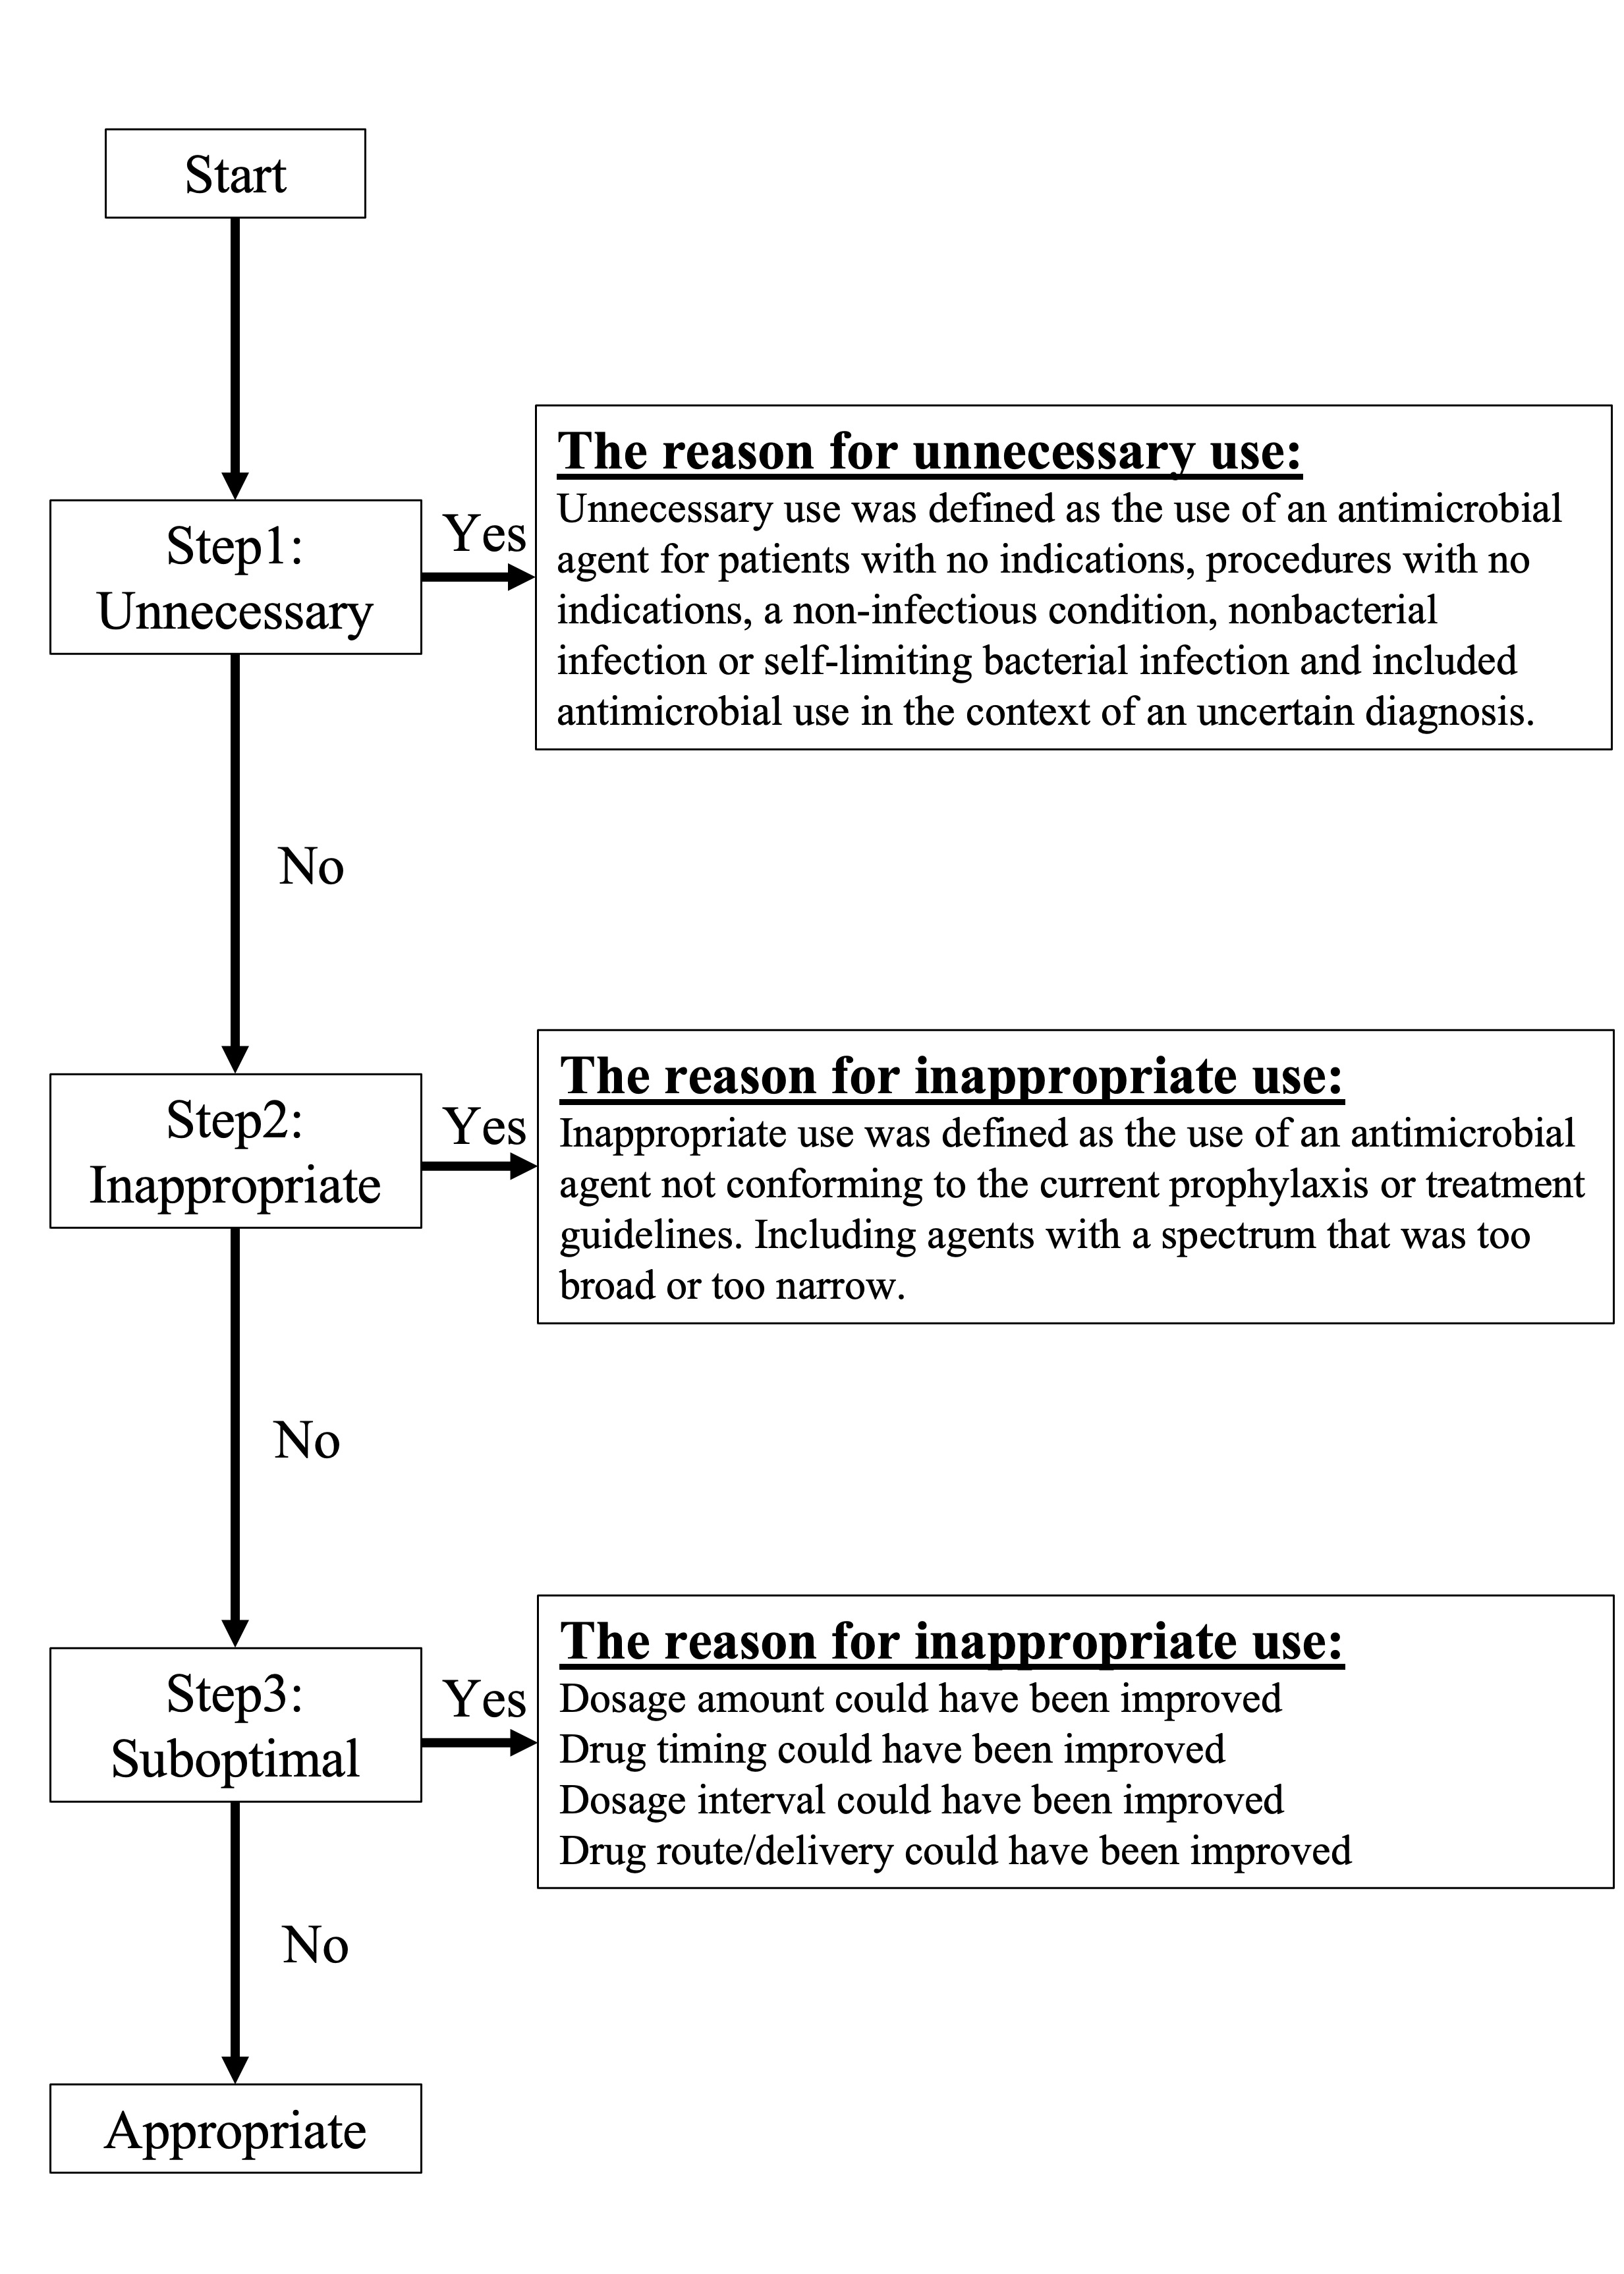 Start
Step1:
Unnecessary
Yes
The reason for unnecessary use:
Unnecessary use was defined as the use of an antimicrobial
agent for patients with no indications, procedures with no
indications, a non-infectious condition, nonbacterial
infection or self-limiting bacterial infection and included
antimicrobial use in the context of an uncertain diagnosis.
No
Step2:
Inappropriate
Yes
The reason for inappropriate use:
Inappropriate use was defined as the use of an antimicrobial
agent not conforming to the current prophylaxis or treatment
guidelines. Including agents with a spectrum that was too
broad or too narrow.
No
Step3:
Suboptimal
Yes
The reason for inappropriate use:
Dosage amount could have been improved
Drug timing could have been improved
Dosage interval could have been improved
Drug route/delivery could have been improved
No
Appropriate